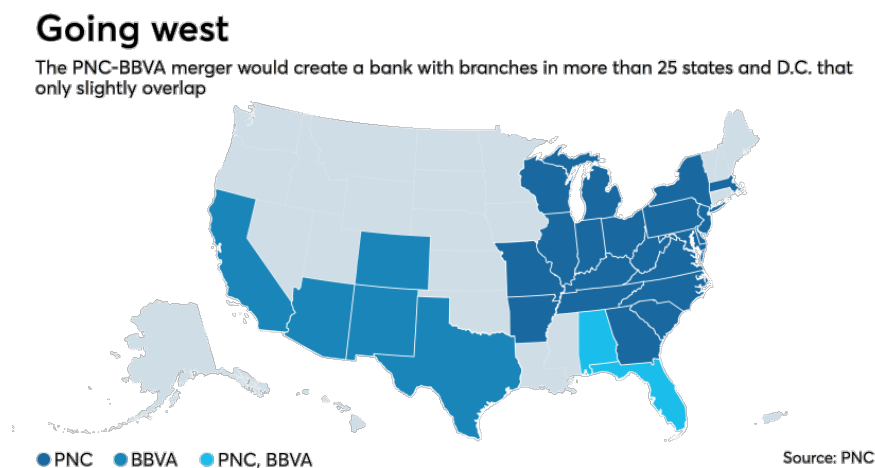 Going west
The PNC-BBVA merger would create a bank with branches in more than 25 states and D.C. that
only slightly overlap
PNC BBVA PNC, BBVA
Source: PNC